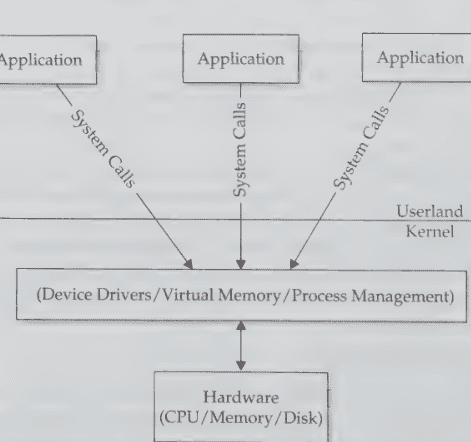 Application
Application
Application
System Calls
System Calls
System Calls
Userland
Kernel
(Device Drivers/Virtual Memory/Process Management)
Hardware
(CPU/Memory/Disk)